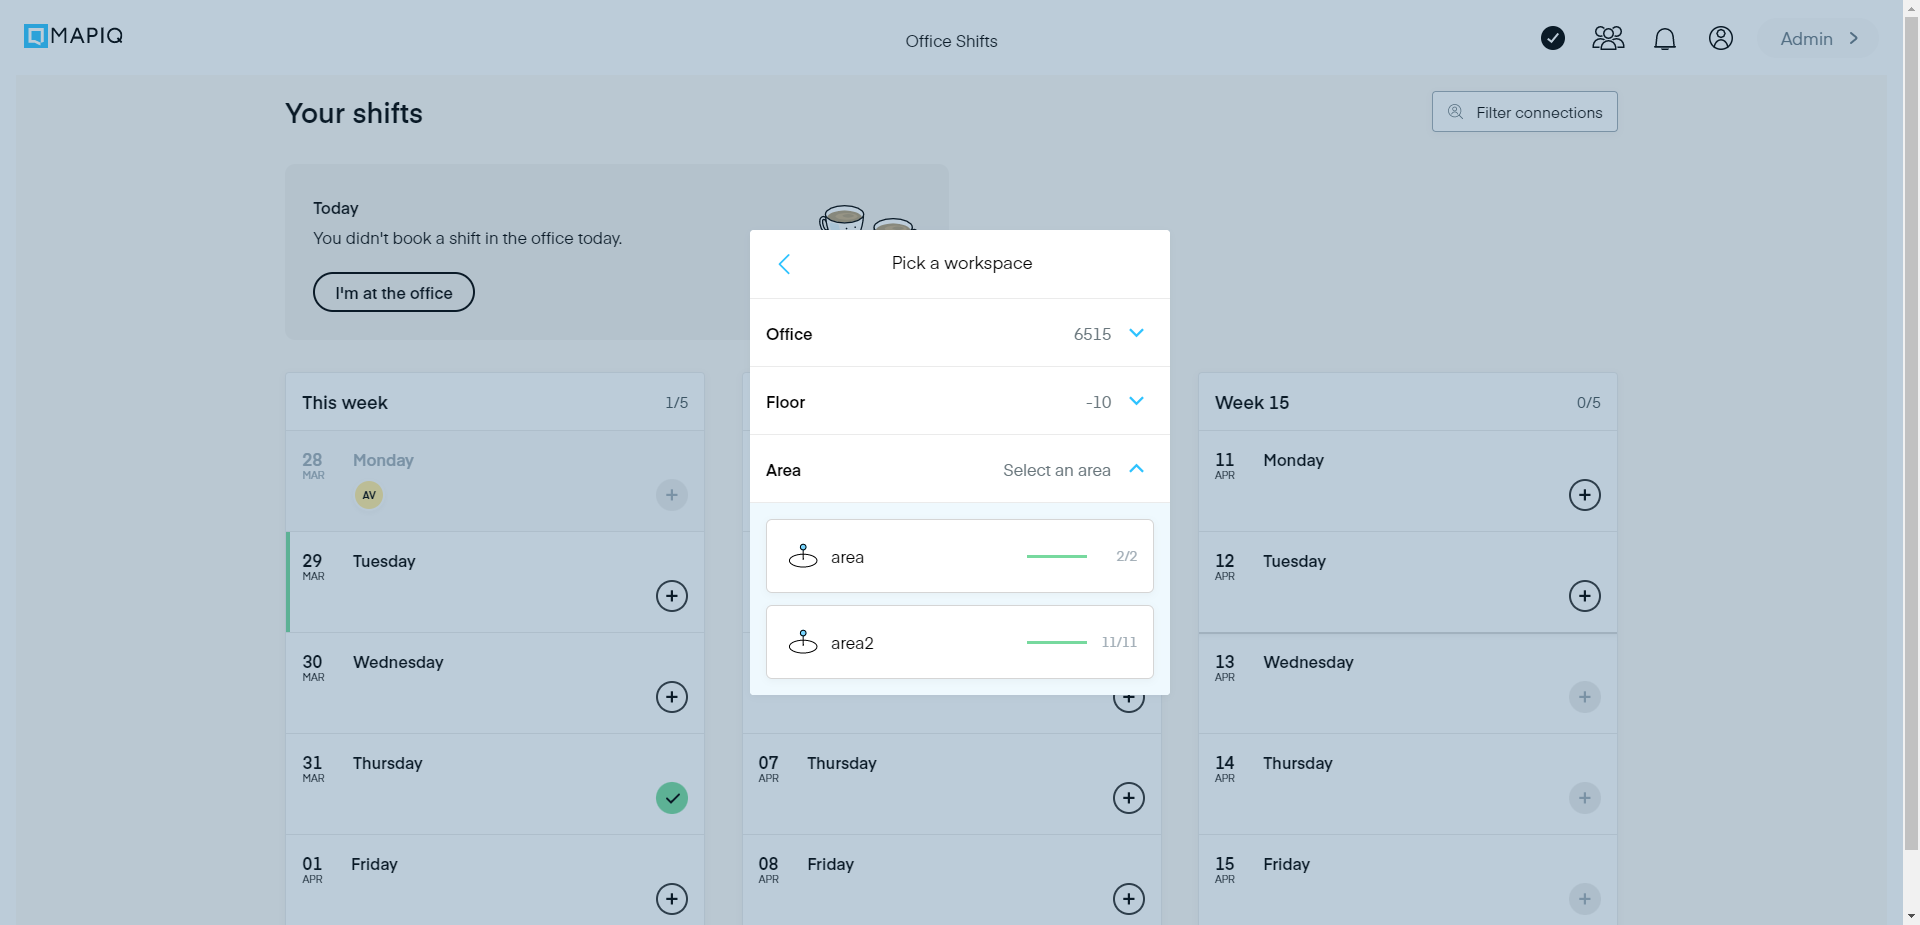 MAPIQ
Office Shifts
Admin
Your shifts
Filter connections
Today
You didn't book a shift in the office today.
I'm at the office
Pick a workspace
Office 6515
Floor -10
Area Select an area
area 2/2
area2 11/11
This week 1/5
28 MAR Monday
AV
29 MAR Tuesday
30 MAR Wednesday
31 MAR Thursday
01 APR Friday
07 APR Thursday
08 APR Friday
Week 15 0/5
11 APR Monday
12 APR Tuesday
13 APR Wednesday
14 APR Thursday
15 APR Friday